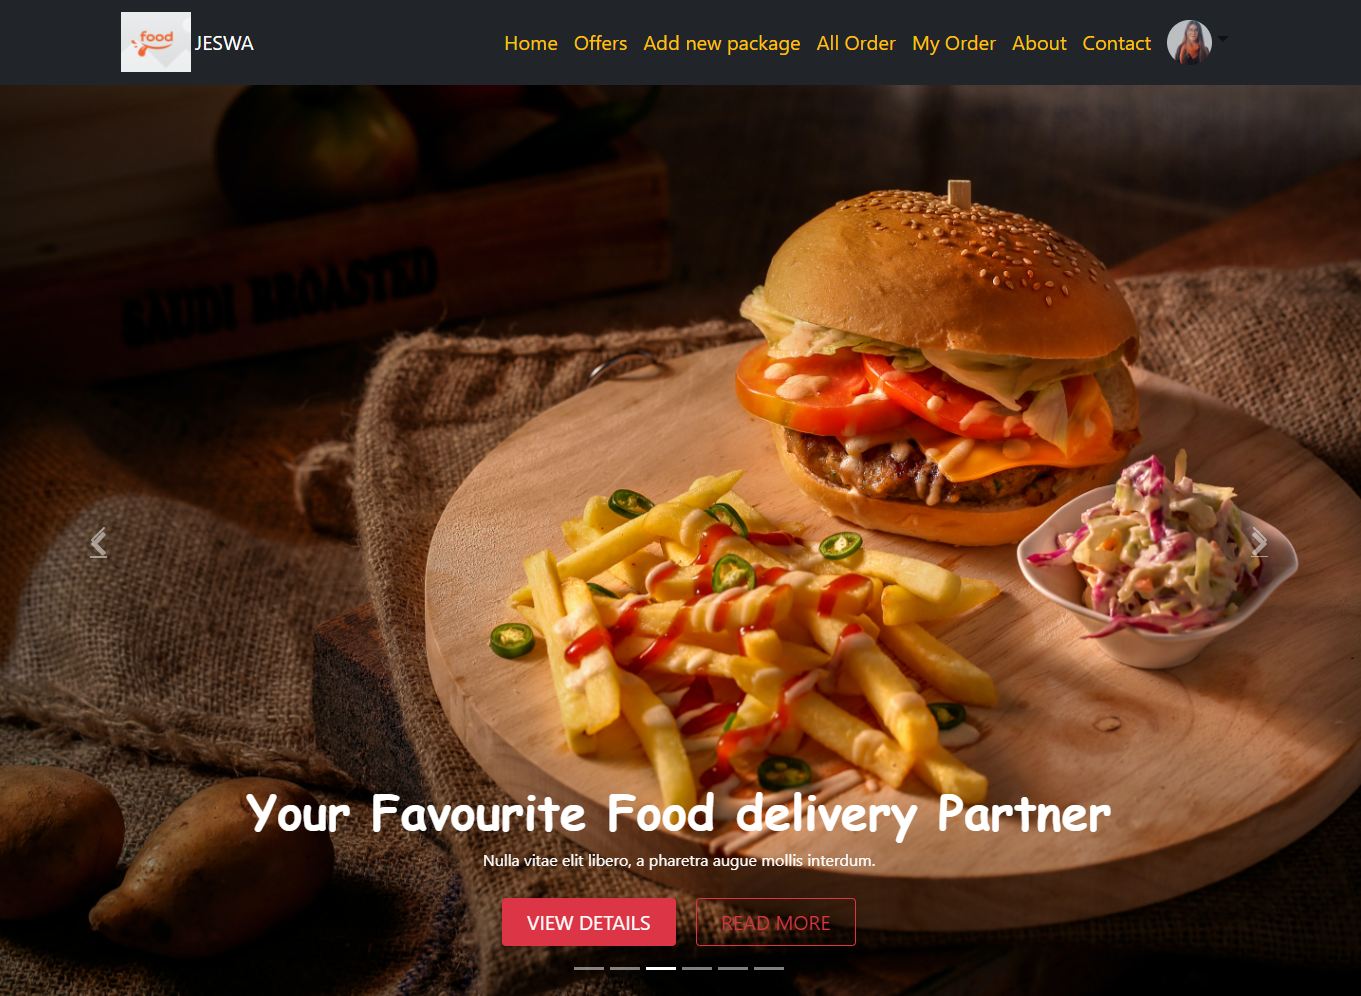 food
JESWA
Home Offers Add new package All Order My Order About Contact
SAUDI BROASTED
Your Favourite Food delivery Partner
Nulla vitae elit libero, a pharetra augue mollis interdum.
VIEW DETAILS READ MORE